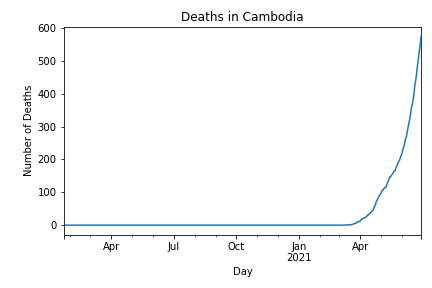 Deaths in Cambodia
Number of Deaths
600
500
400
300
200
100
0
Apr
Jul
Oct
Jan
2021
Apr
Day